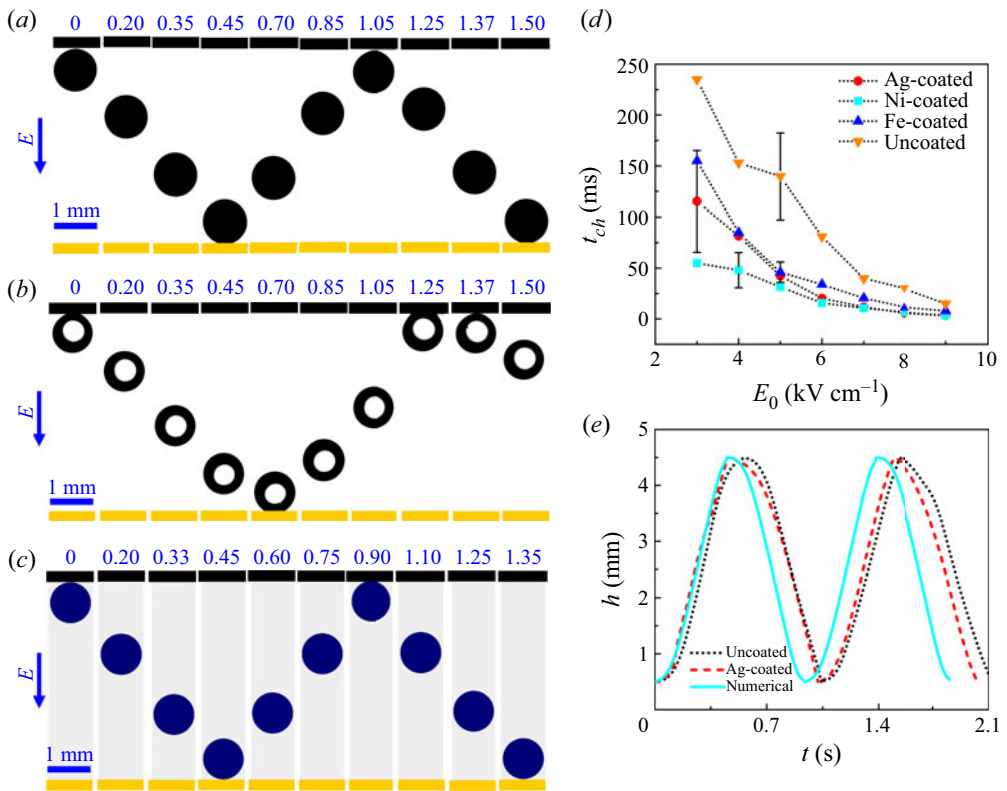 (a)
0 0.20 0.35 0.45 0.70 0.85 1.05 1.25 1.37 1.50
E
1 mm
(b)
0 0.20 0.35 0.45 0.70 0.85 1.05 1.25 1.37 1.50
E
1 mm
(c)
0 0.20 0.33 0.45 0.60 0.75 0.90 1.10 1.25 1.35
E
1 mm
(d)
250
200
150
100
50
0
t_ch (ms)
Ag-coated
Ni-coated
Fe-coated
Uncoated
2 4 6 8 10
E₀ (kV cm⁻¹)
(e)
5
4
3
2
1
h (mm)
Uncoated
Ag-coated
Numerical
0 0.7 1.4 2.1
t (s)